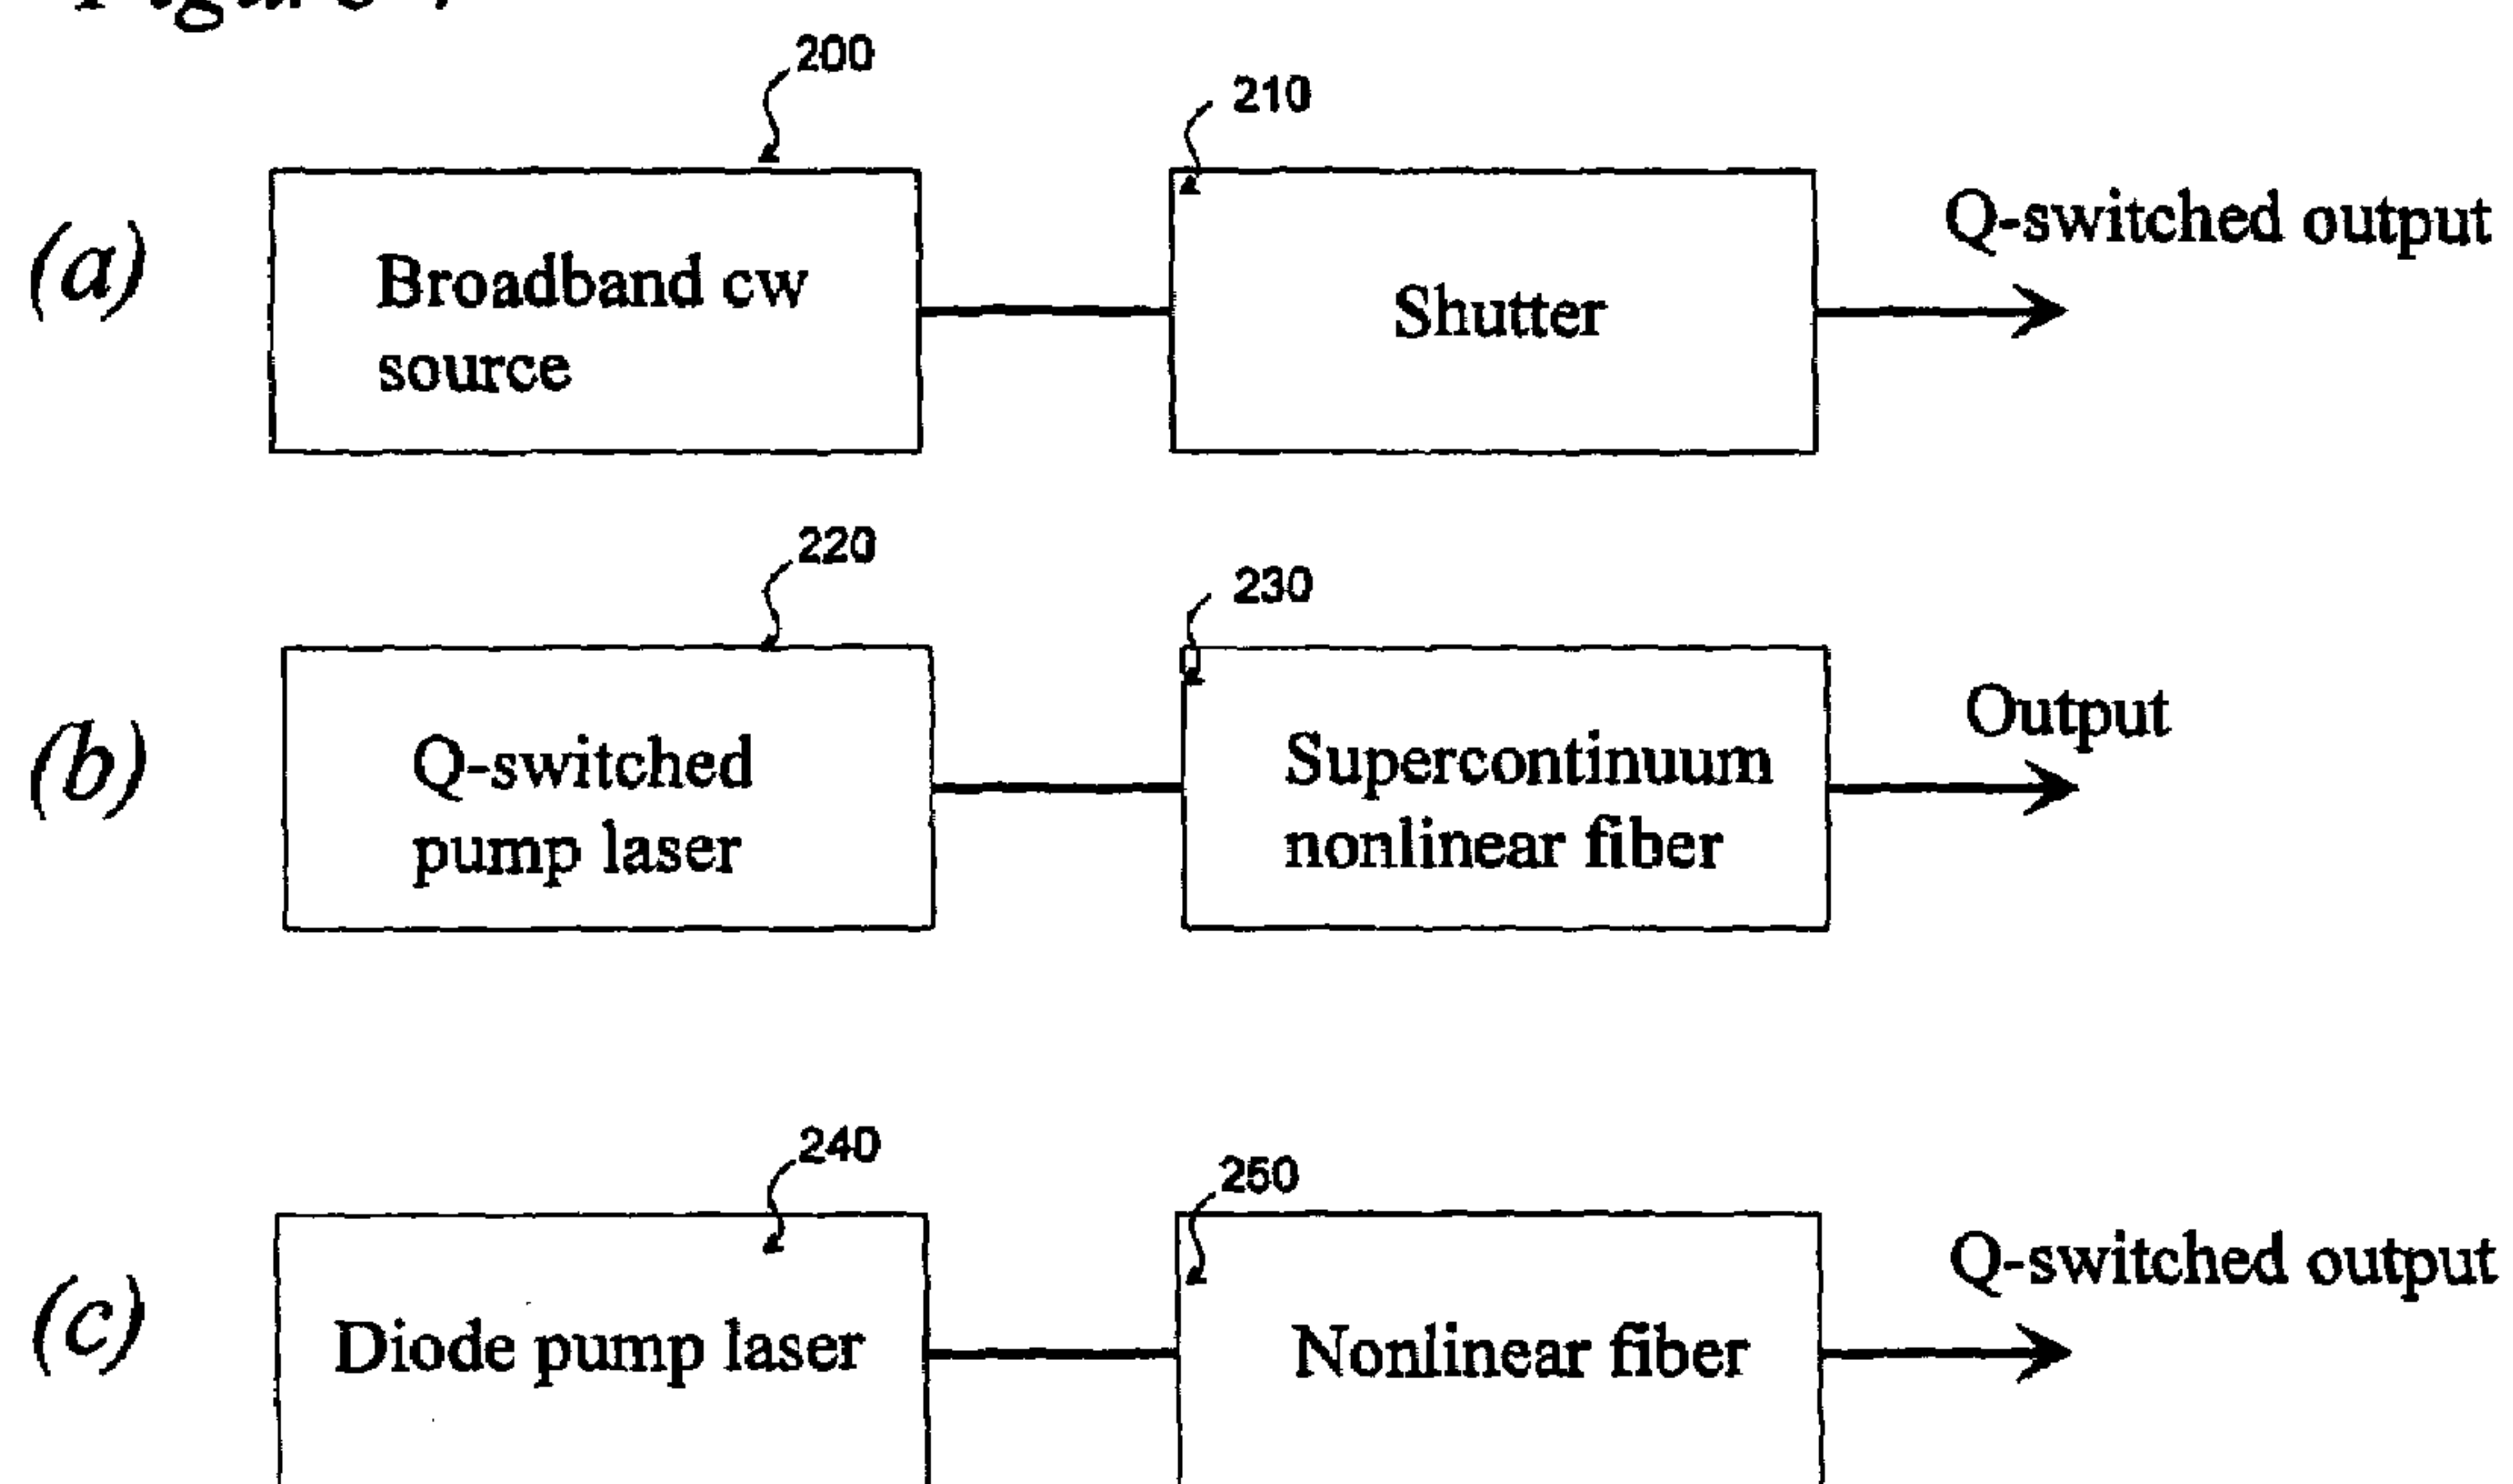 200
210
(a)
Broadband cw
source
Shutter
Q-switched output
220
230
(b)
Q-switched
pump laser
Supercontinuum
nonlinear fiber
Output
240
250
(c)
Diode pump laser
Nonlinear fiber
Q-switched output